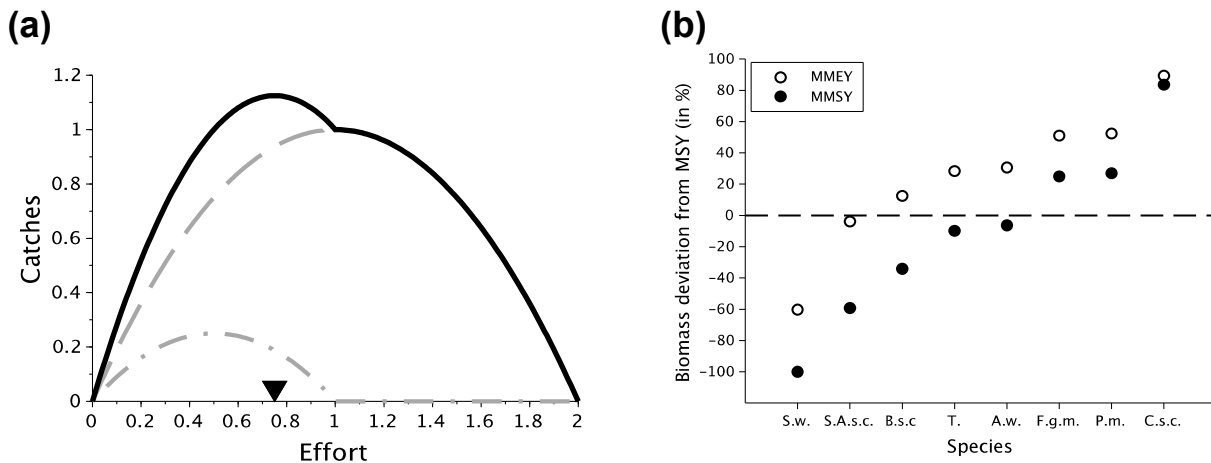 (a)
1.2
1
0.8
0.6
0.4
0.2
0
Catches
0 0.2 0.4 0.6 0.8 1 1.2 1.4 1.6 1.8 2
Effort
(b)
100
80
60
40
20
0
-20
-40
-60
-80
-100
Biomass deviation from MSY (in %)
MMEY
MMSY
S.w. S.A.s.c. B.s.c T. A.w. F.g.m. P.m. C.s.c.
Species